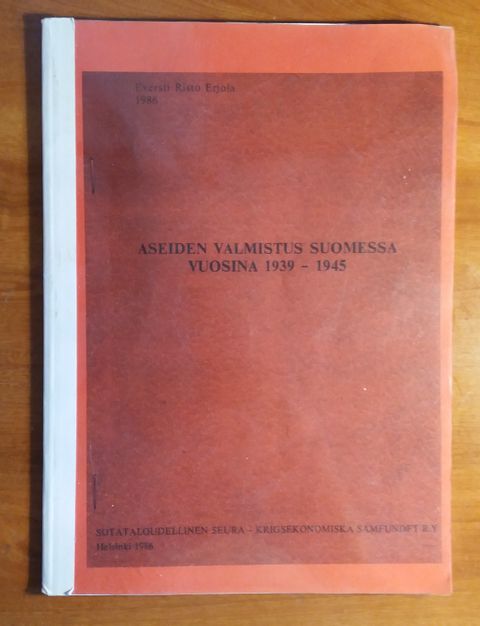 Eversti Risto Erjola
1986
ASEIDEN VALMISTUS SUOMESSA
VUOSINA 1939 - 1945
SOTATALOUDELLINEN SEURA - KRIGSEKONOMISKA SAMFUNDET R.Y
Helsinki 1986